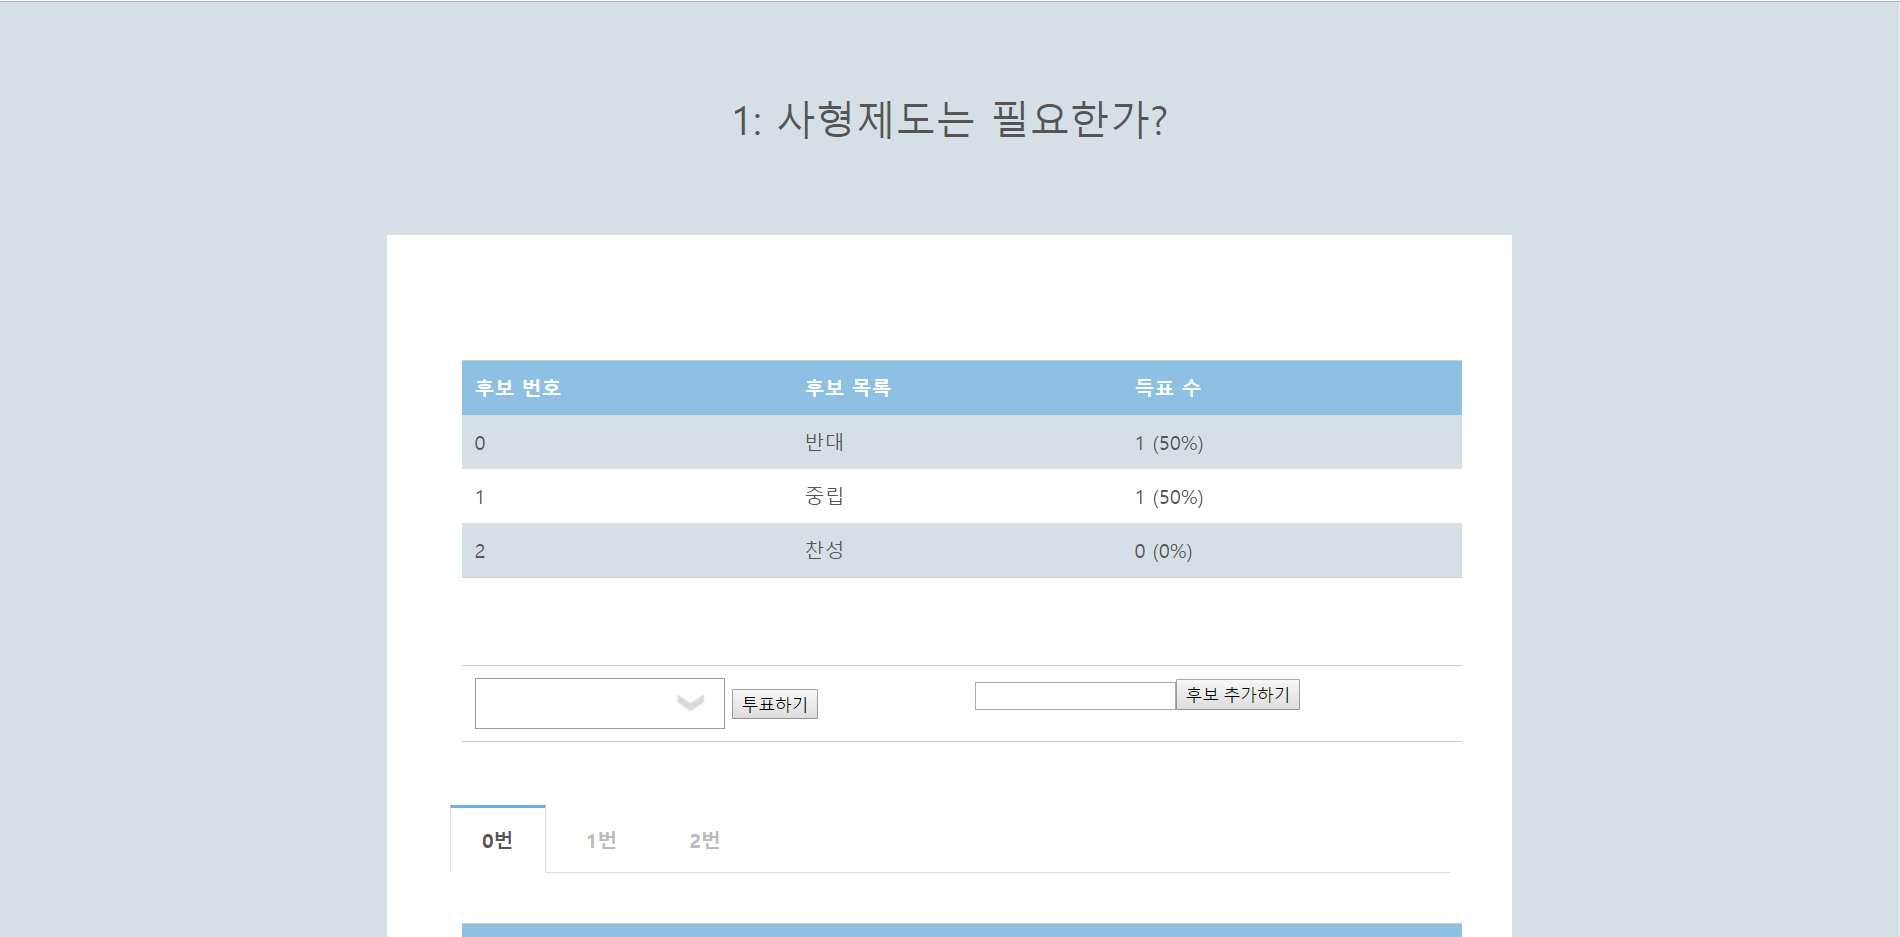 1: 사형제도는 필요한가?
후보 번호 후보 목록 득표 수
0 반대 1 (50%)
1 중립 1 (50%)
2 찬성 0 (0%)
투표하기 후보 추가하기
0번 1번 2번